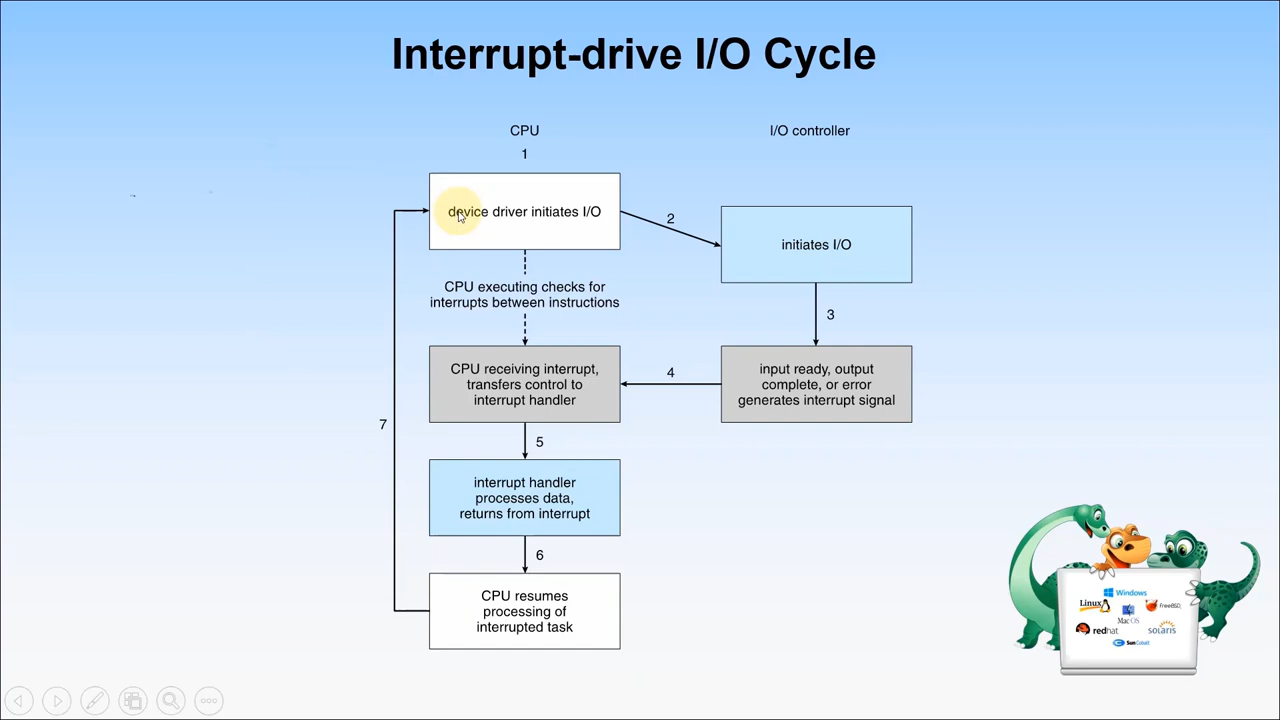 Interrupt-drive I/O Cycle
CPU
I/O controller
1
device driver initiates I/O
2
initiates I/O
CPU executing checks for
interrupts between instructions
3
CPU receiving interrupt,
transfers control to
interrupt handler
4
input ready, output
complete, or error
generates interrupt signal
7
5
interrupt handler
processes data,
returns from interrupt
6
CPU resumes
processing of
interrupted task
Windows
Linux
FreeBSD
Mac OS
redhat
solaris
Sun Cobalt